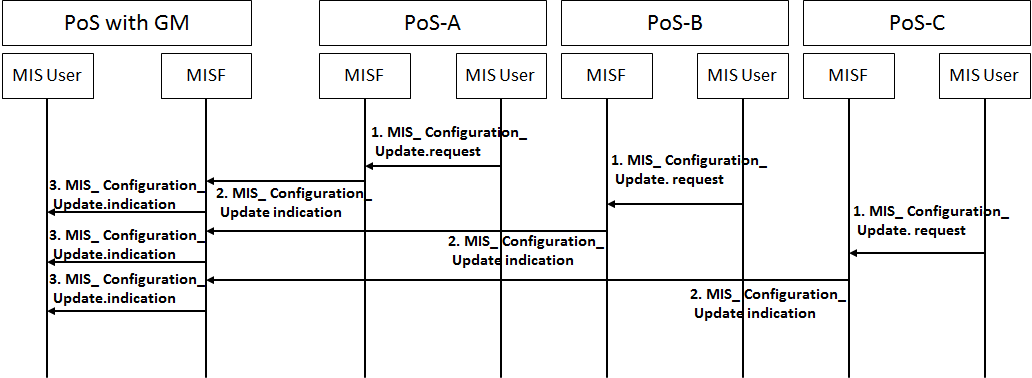 PoS with GM
PoS-A
PoS-B
PoS-C
MIS User
MISF
MISF
MIS User
MISF
MIS User
MISF
MIS User
1. MIS_ Configuration_
Update.request
1. MIS_ Configuration_
Update. request
3. MIS_ Configuration_
Update.indication
2. MIS_ Configuration_
Update indication
1. MIS_ Configuration_
Update. request
3. MIS_ Configuration_
Update.indication
2. MIS_ Configuration_
Update indication
3. MIS_ Configuration_
Update.indication
2. MIS_ Configuration_
Update indication